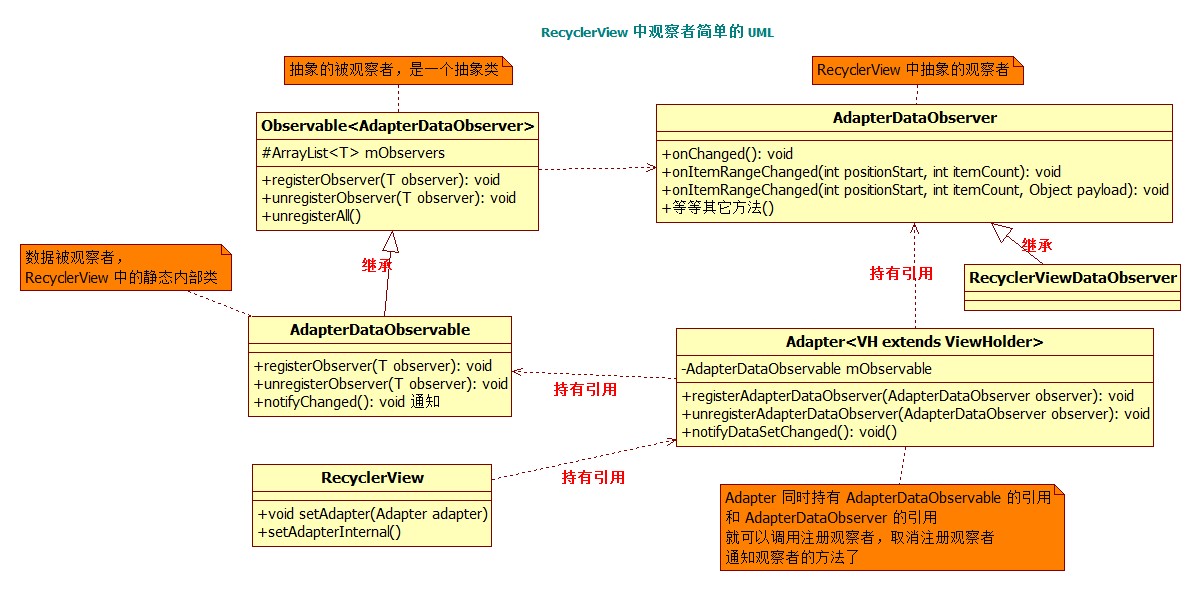 RecyclerView 中观察者简单的 UML
抽象的被观察者，是一个抽象类
RecyclerView 中抽象的观察者
Observable<AdapterDataObserver>
#ArrayList<T> mObservers
+registerObserver(T observer): void
+unregisterObserver(T observer): void
+unregisterAll()
AdapterDataObserver
+onChanged(): void
+onItemRangeChanged(int positionStart, int itemCount): void
+onItemRangeChanged(int positionStart, int itemCount, Object payload): void
+等等其它方法()
数据被观察者，
RecyclerView 中的静态内部类
继承
持有引用
继承
RecyclerViewDataObserver
AdapterDataObservable
+registerObserver(T observer): void
+unregisterObserver(T observer): void
+notifyChanged(): void 通知
持有引用
Adapter<VH extends ViewHolder>
-AdapterDataObservable mObservable
+registerAdapterDataObserver(AdapterDataObserver observer): void
+unregisterAdapterDataObserver(AdapterDataObserver observer): void
+notifyDataSetChanged(): void()
RecyclerView
+void setAdapter(Adapter adapter)
+setAdapterInternal()
持有引用
Adapter 同时持有 AdapterDataObservable 的引用
和 AdapterDataObserver 的引用
就可以调用注册观察者，取消注册观察者
通知观察者的方法了